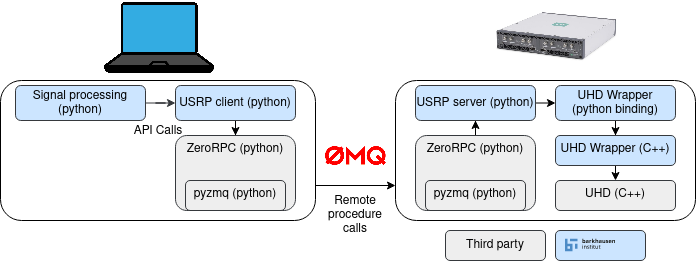 Signal processing
(python)
API Calls
USRP client (python)
ZeroRPC (python)
pyzmq (python)
ØMQ
Remote
procedure
calls
USRP server (python)
ZeroRPC (python)
pyzmq (python)
UHD Wrapper
(python binding)
UHD Wrapper (C++)
UHD (C++)
Third party
barkhausen
institut